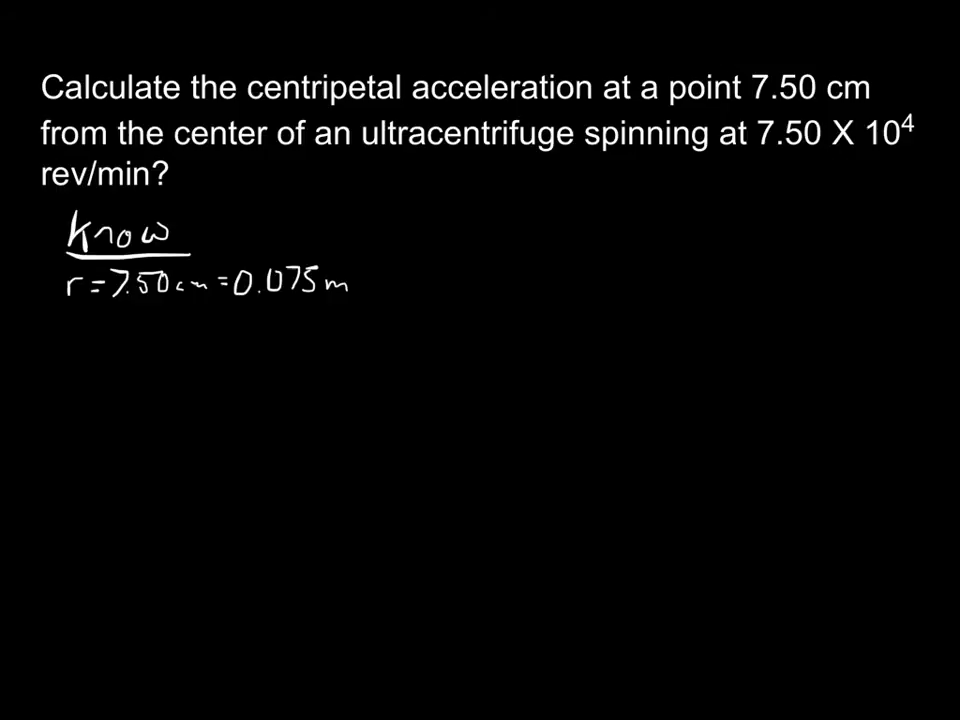 Calculate the centripetal acceleration at a point 7.50 cm
from the center of an ultracentrifuge spinning at 7.50 X 10⁴
rev/min?
know
r = 7.50 cm = 0.075 m